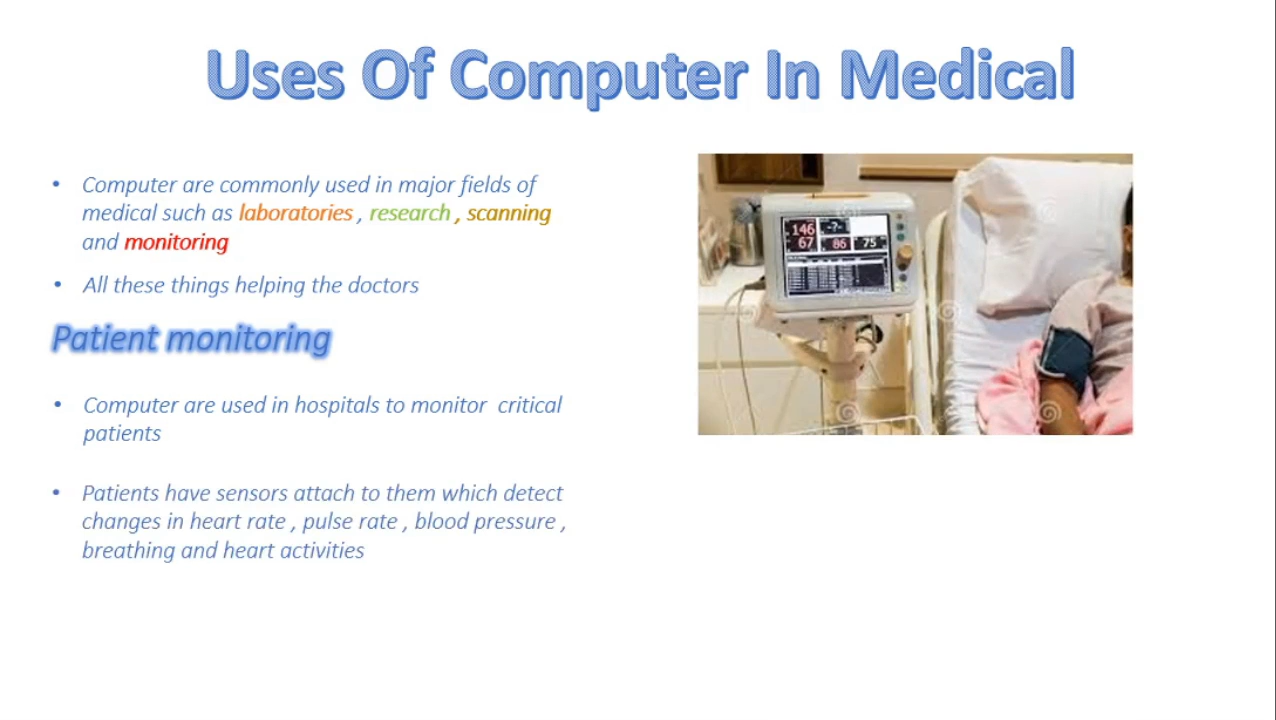 Uses Of Computer In Medical
• Computer are commonly used in major fields of
medical such as laboratories , research , scanning
and monitoring
• All these things helping the doctors
Patient monitoring
• Computer are used in hospitals to monitor critical
patients
• Patients have sensors attach to them which detect
changes in heart rate , pulse rate , blood pressure ,
breathing and heart activities
146
67
-?-
86
75